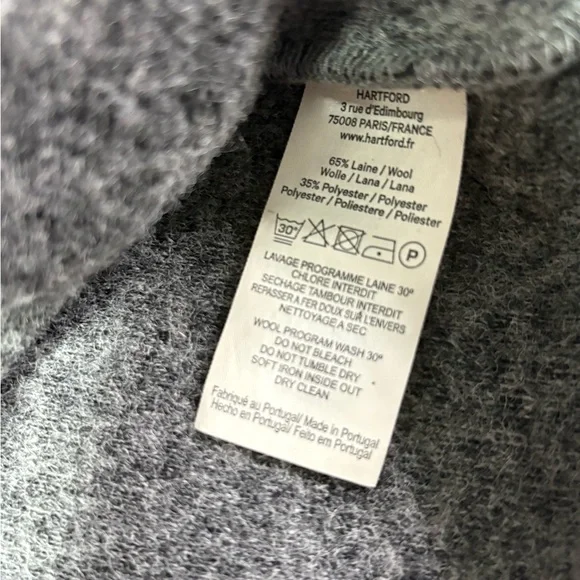 HARTFORD
3 rue d'Edimbourg
75008 PARIS/FRANCE
www.hartford.fr
65% Laine / Wool
Wolle / Lana / Lana
35% Polyester / Polyester
Polyester / Poliestere / Poliester
30° P
LAVAGE PROGRAMME LAINE 30°
CHLORE INTERDIT
SECHAGE TAMBOUR INTERDIT
REPASSER A FER DOUX SUR L'ENVERS
NETTOYAGE A SEC
WOOL PROGRAM WASH 30°
DO NOT BLEACH
DO NOT TUMBLE DRY
SOFT IRON INSIDE OUT
DRY CLEAN
Fabriqué au Portugal/ Made in Portugal
Hecho en Portugal/ Feito em Portugal